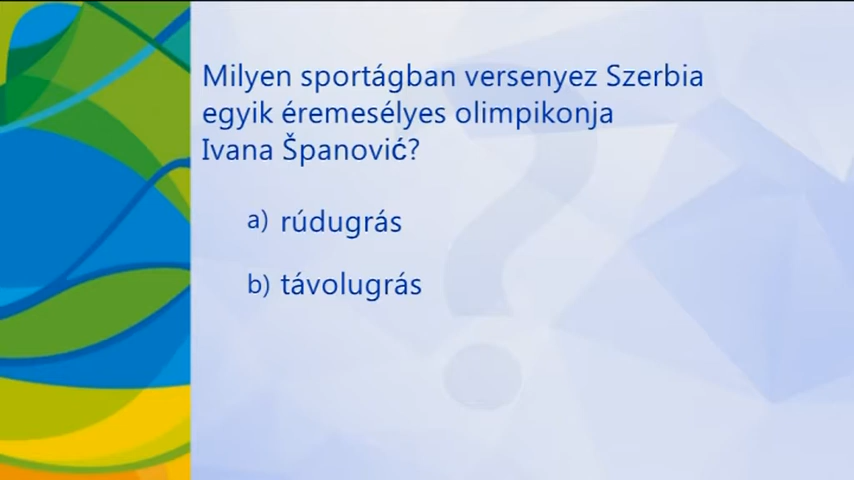 Milyen sportágban versenyez Szerbia
egyik éremesélyes olimpikonja
Ivana Španović?
a) rúdugrás
b) távolugrás